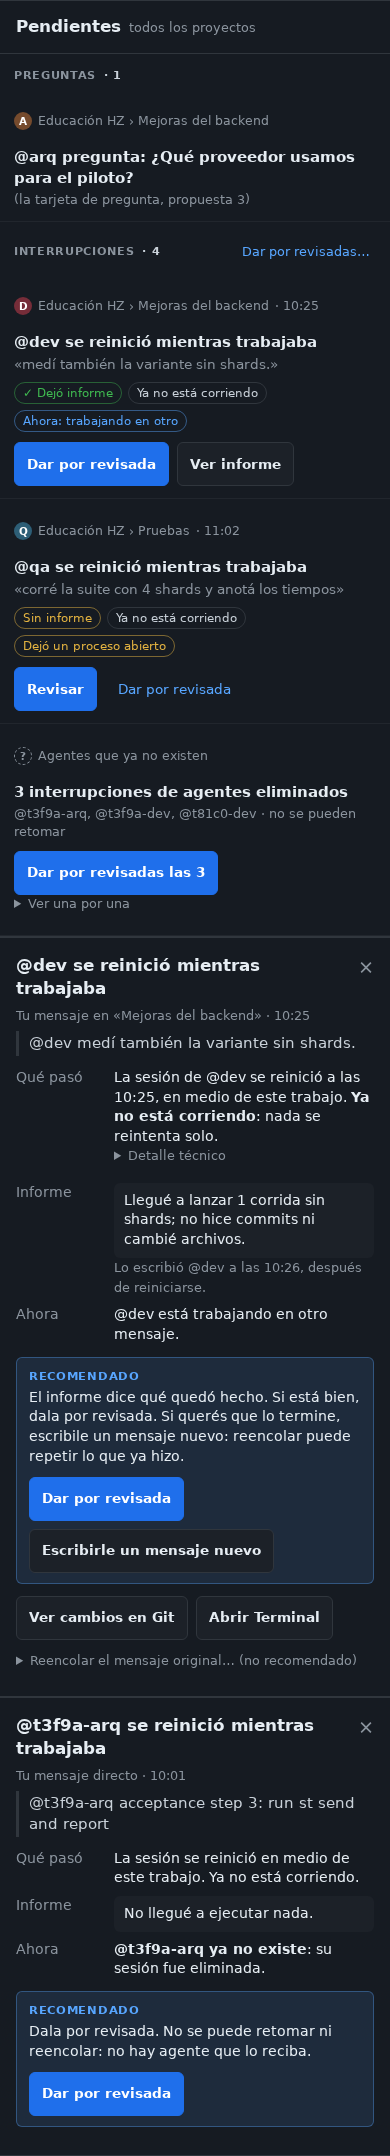 Pendientes todos los proyectos
PREGUNTAS · 1
A Educación HZ › Mejoras del backend
@arq pregunta: ¿Qué proveedor usamos
para el piloto?
(la tarjeta de pregunta, propuesta 3)
INTERRUPCIONES · 4 Dar por revisadas…
D Educación HZ › Mejoras del backend · 10:25
@dev se reinició mientras trabajaba
«medí también la variante sin shards.»
✓ Dejó informe Ya no está corriendo
Ahora: trabajando en otro
Dar por revisada Ver informe
Q Educación HZ › Pruebas · 11:02
@qa se reinició mientras trabajaba
«corré la suite con 4 shards y anotá los tiempos»
Sin informe Ya no está corriendo
Dejó un proceso abierto
Revisar Dar por revisada
? Agentes que ya no existen
3 interrupciones de agentes eliminados
@t3f9a-arq, @t3f9a-dev, @t81c0-dev · no se pueden
retomar
Dar por revisadas las 3
▶ Ver una por una
@dev se reinició mientras ×
trabajaba
Tu mensaje en «Mejoras del backend» · 10:25
@dev medí también la variante sin shards.
Qué pasó La sesión de @dev se reinició a las
10:25, en medio de este trabajo. Ya
no está corriendo: nada se
reintenta solo.
▶ Detalle técnico
Informe Llegué a lanzar 1 corrida sin
shards; no hice commits ni
cambié archivos.
Lo escribió @dev a las 10:26, después
de reiniciarse.
Ahora @dev está trabajando en otro
mensaje.
RECOMENDADO
El informe dice qué quedó hecho. Si está bien,
dala por revisada. Si querés que lo termine,
escribile un mensaje nuevo: reencolar puede
repetir lo que ya hizo.
Dar por revisada
Escribirle un mensaje nuevo
Ver cambios en Git Abrir Terminal
▶ Reencolar el mensaje original… (no recomendado)
@t3f9a-arq se reinició mientras ×
trabajaba
Tu mensaje directo · 10:01
@t3f9a-arq acceptance step 3: run st send
and report
Qué pasó La sesión se reinició en medio de
este trabajo. Ya no está corriendo.
Informe No llegué a ejecutar nada.
Ahora @t3f9a-arq ya no existe: su
sesión fue eliminada.
RECOMENDADO
Dala por revisada. No se puede retomar ni
reencolar: no hay agente que lo reciba.
Dar por revisada